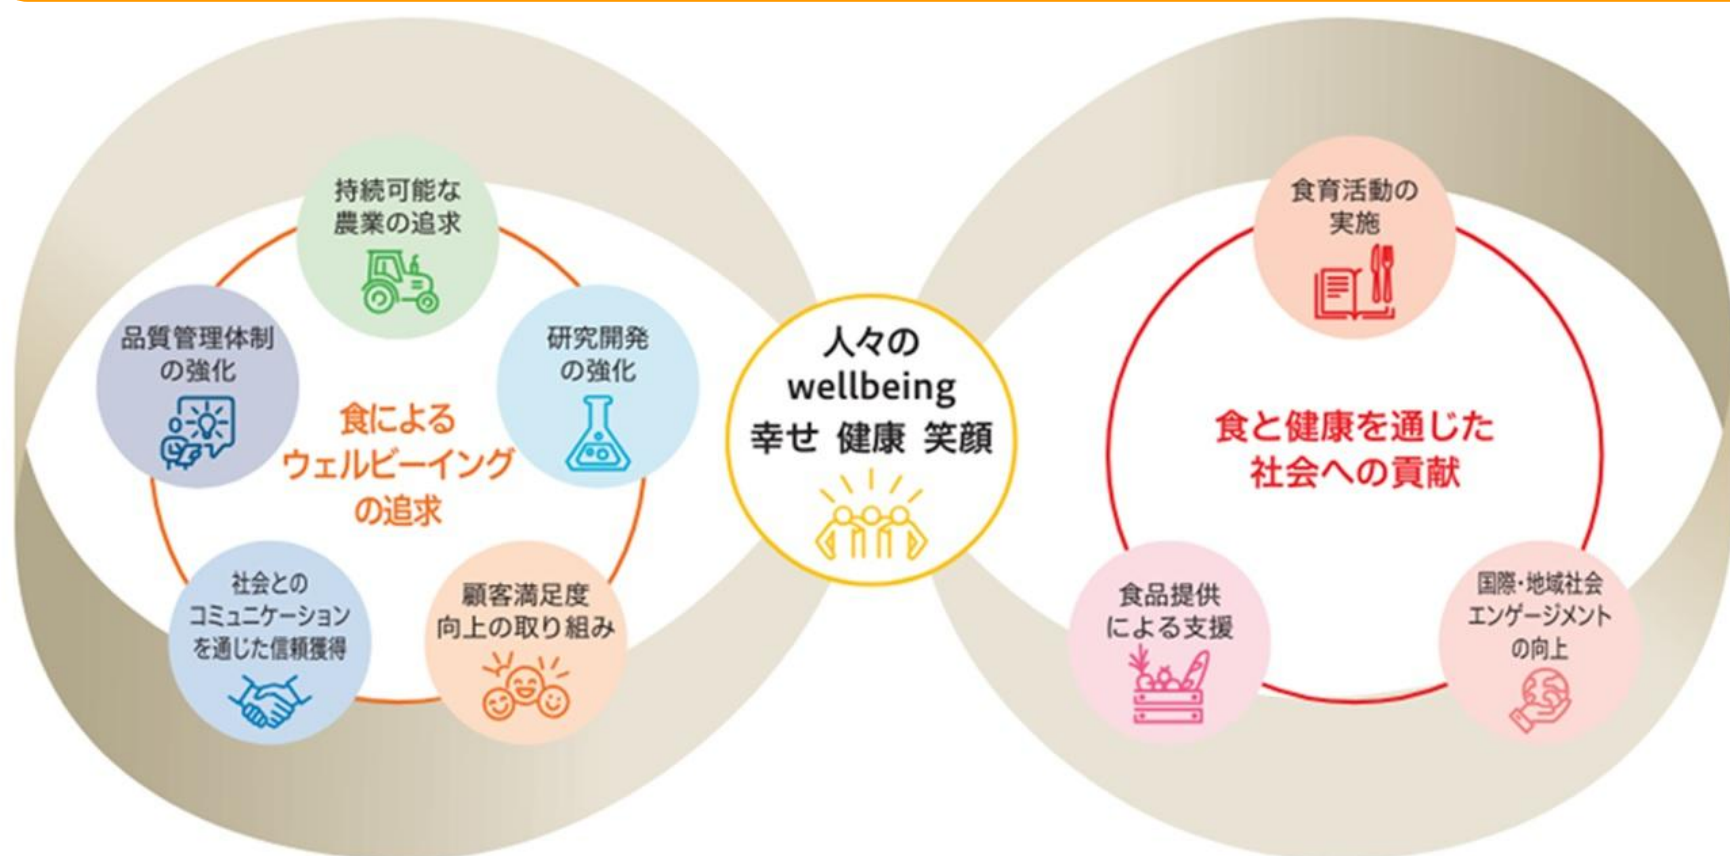 持続可能な
農業の追求
品質管理体制
の強化
研究開発
の強化
食による
ウェルビーイング
の追求
社会との
コミュニケーション
を通じた信頼獲得
顧客満足度
向上の取り組み
人々の
wellbeing
幸せ 健康 笑顔
食育活動の
実施
食と健康を通じた
社会への貢献
食品提供
による支援
国際・地域社会
エンゲージメント
の向上